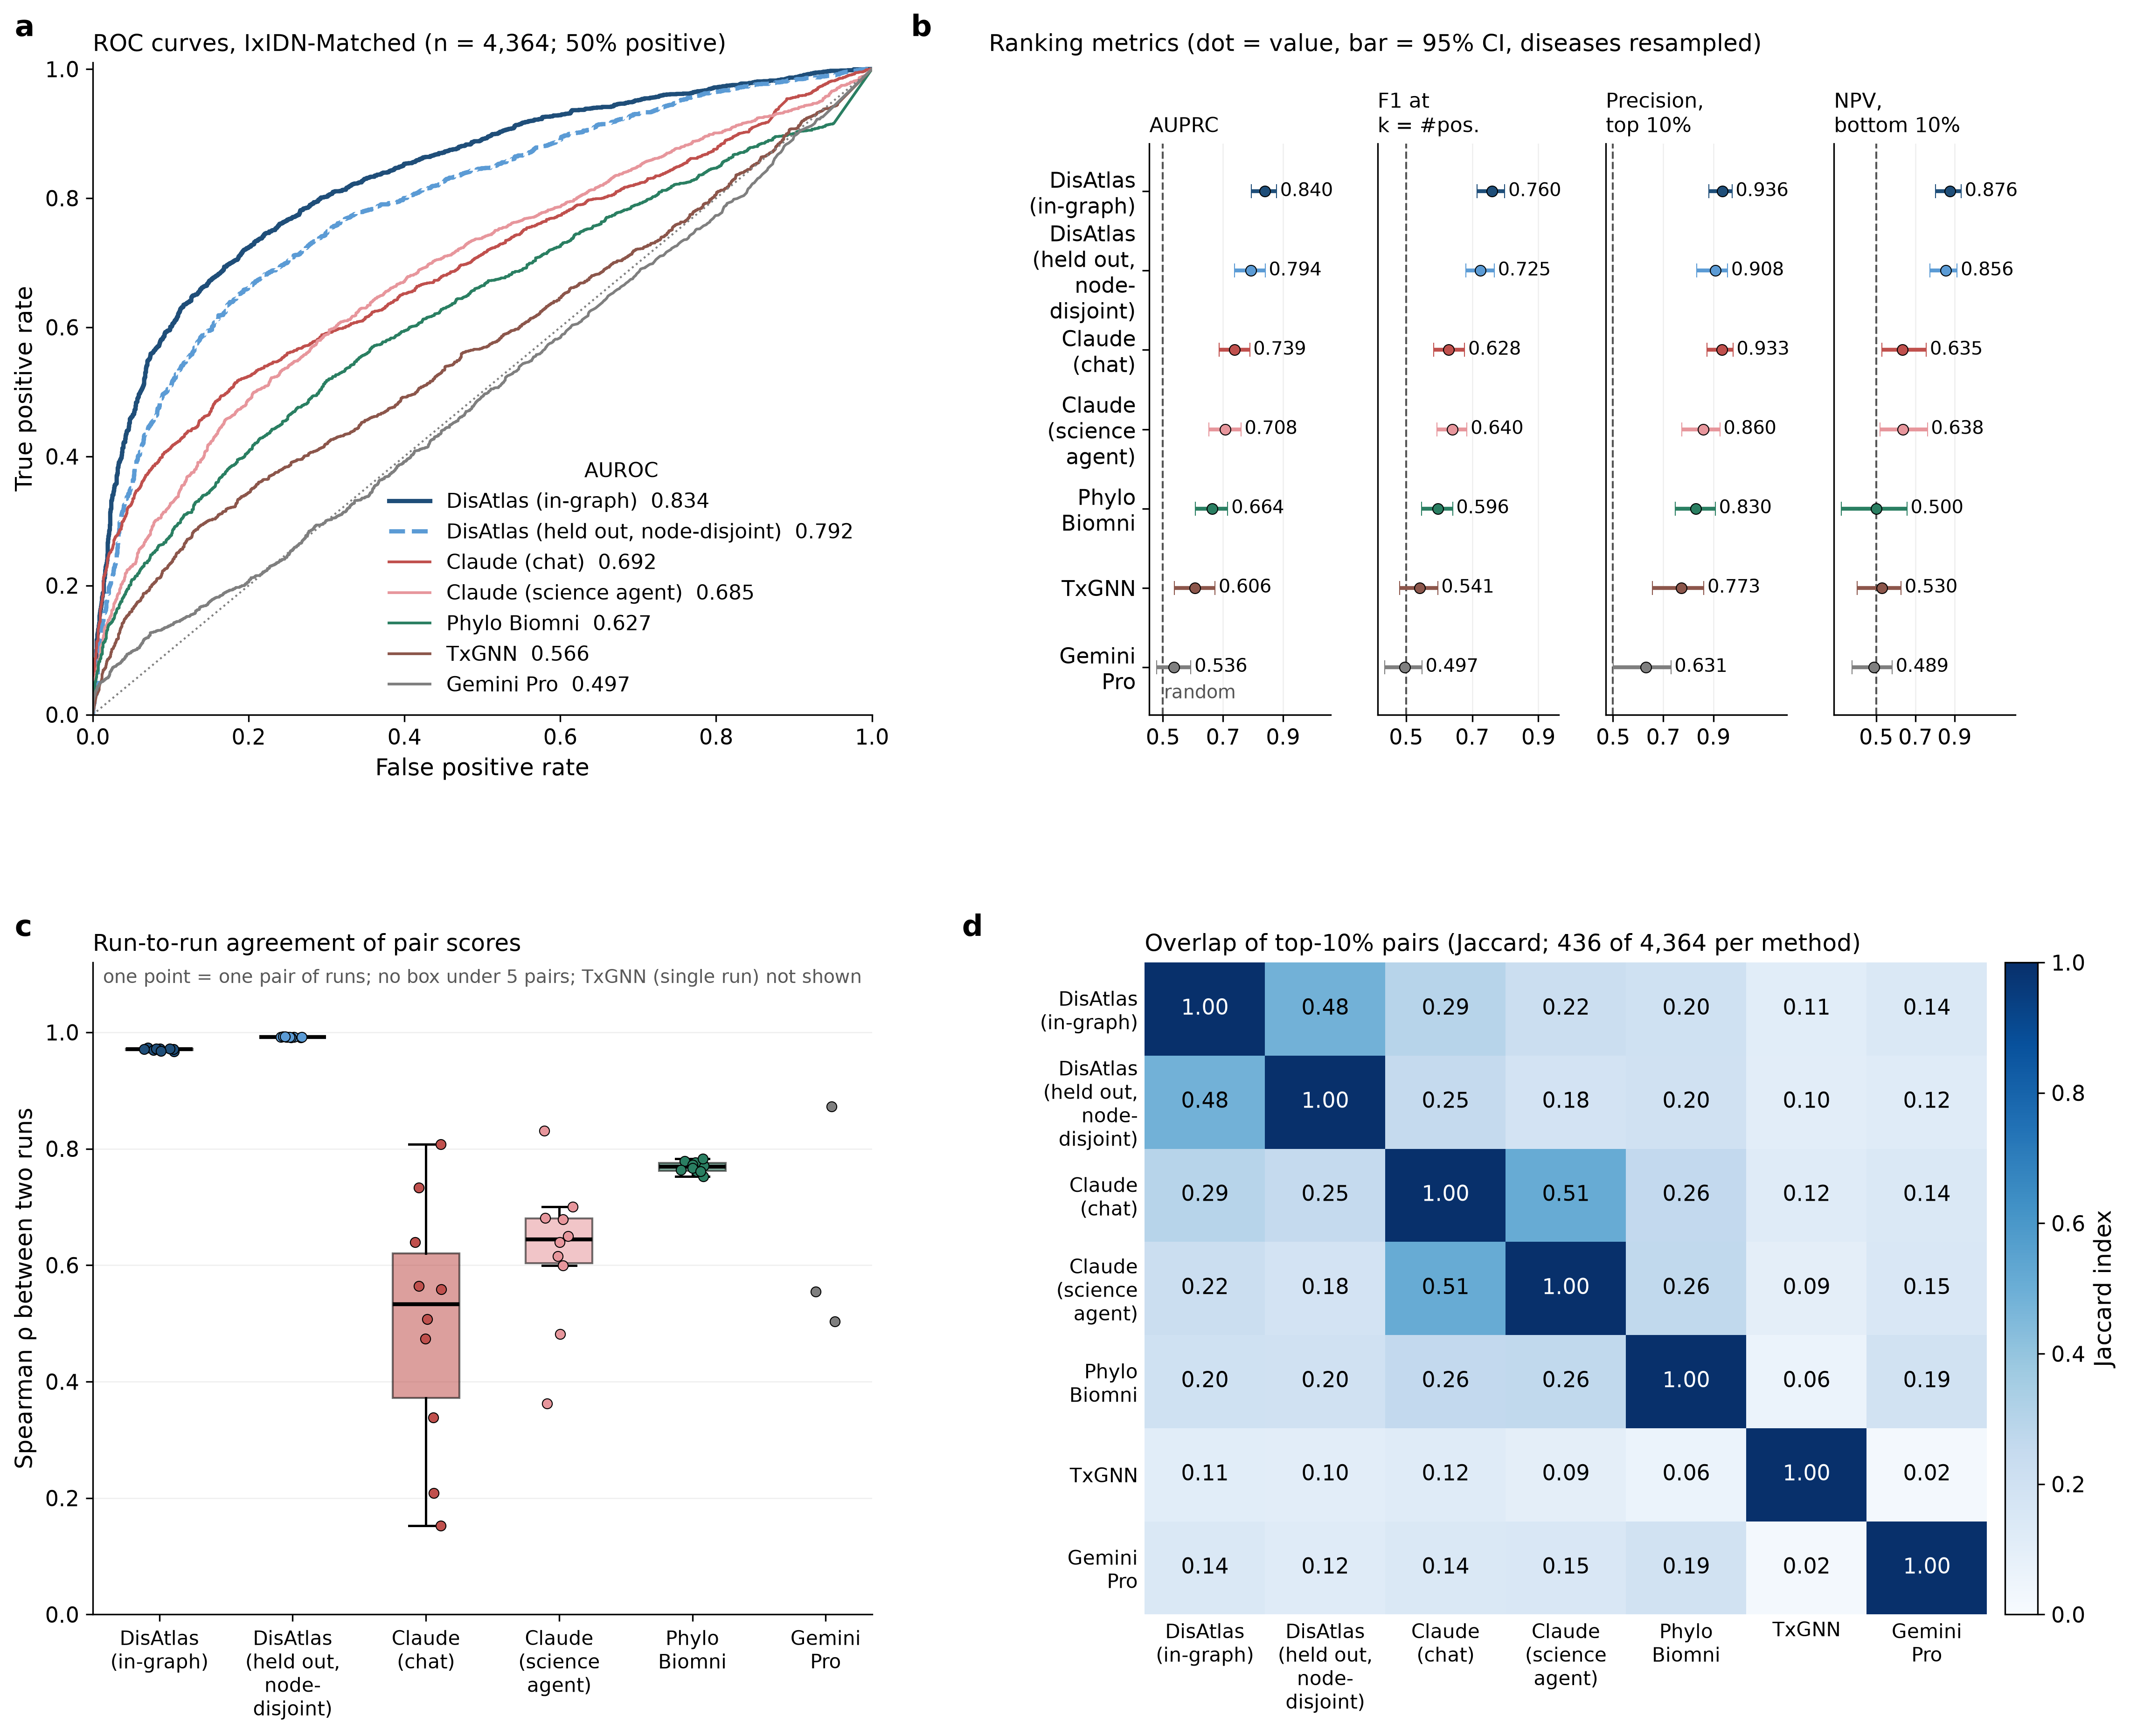 a
ROC curves, IxIDN-Matched (n = 4,364; 50% positive)
1.0
0.8
0.6
0.4
0.2
0.0
True positive rate
0.0 0.2 0.4 0.6 0.8 1.0
False positive rate
AUROC
DisAtlas (in-graph) 0.834
DisAtlas (held out, node-disjoint) 0.792
Claude (chat) 0.692
Claude (science agent) 0.685
Phylo Biomni 0.627
TxGNN 0.566
Gemini Pro 0.497
b
Ranking metrics (dot = value, bar = 95% CI, diseases resampled)
AUPRC
F1 at
k = #pos.
Precision,
top 10%
NPV,
bottom 10%
DisAtlas
(in-graph)
0.840 0.760 0.936 0.876
DisAtlas
(held out,
node-
disjoint)
0.794 0.725 0.908 0.856
Claude
(chat)
0.739 0.628 0.933 0.635
Claude
(science
agent)
0.708 0.640 0.860 0.638
Phylo
Biomni
0.664 0.596 0.830 0.500
TxGNN
0.606 0.541 0.773 0.530
Gemini
Pro
0.536 0.497 0.631 0.489
random
0.5 0.7 0.9
0.5 0.7 0.9
0.5 0.7 0.9
0.5 0.7 0.9
c
Run-to-run agreement of pair scores
one point = one pair of runs; no box under 5 pairs; TxGNN (single run) not shown
1.0
0.8
0.6
0.4
0.2
0.0
Spearman ρ between two runs
DisAtlas
(in-graph)
DisAtlas
(held out,
node-
disjoint)
Claude
(chat)
Claude
(science
agent)
Phylo
Biomni
Gemini
Pro
d
Overlap of top-10% pairs (Jaccard; 436 of 4,364 per method)
DisAtlas
(in-graph)
1.00 0.48 0.29 0.22 0.20 0.11 0.14
DisAtlas
(held out,
node-
disjoint)
0.48 1.00 0.25 0.18 0.20 0.10 0.12
Claude
(chat)
0.29 0.25 1.00 0.51 0.26 0.12 0.14
Claude
(science
agent)
0.22 0.18 0.51 1.00 0.26 0.09 0.15
Phylo
Biomni
0.20 0.20 0.26 0.26 1.00 0.06 0.19
TxGNN
0.11 0.10 0.12 0.09 0.06 1.00 0.02
Gemini
Pro
0.14 0.12 0.14 0.15 0.19 0.02 1.00
DisAtlas
(in-graph)
DisAtlas
(held out,
node-
disjoint)
Claude
(chat)
Claude
(science
agent)
Phylo
Biomni
TxGNN
Gemini
Pro
1.0
0.8
0.6
0.4
0.2
0.0
Jaccard index